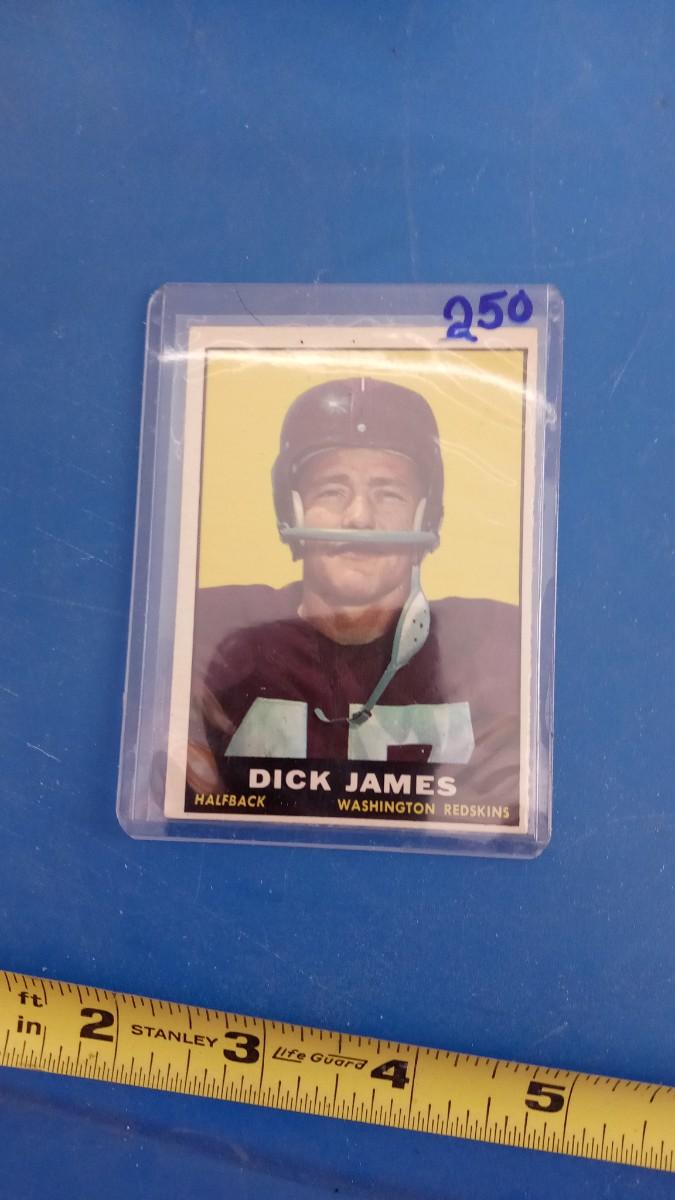 250
DICK JAMES
HALFBACK WASHINGTON REDSKINS
ft
in 2 STANLEY 3 Life Guard 4 5